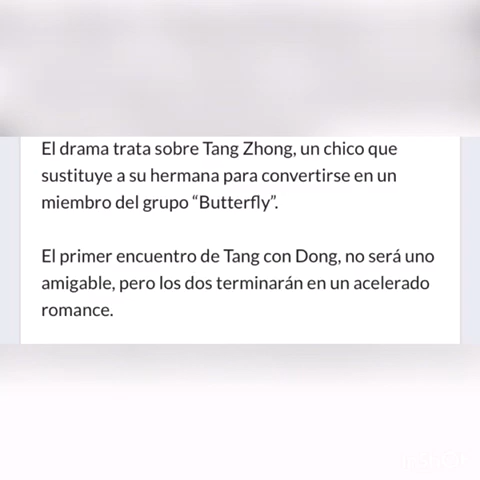 El drama trata sobre Tang Zhong, un chico que
sustituye a su hermana para convertirse en un
miembro del grupo “Butterfly”.
El primer encuentro de Tang con Dong, no será uno
amigable, pero los dos terminarán en un acelerado
romance.